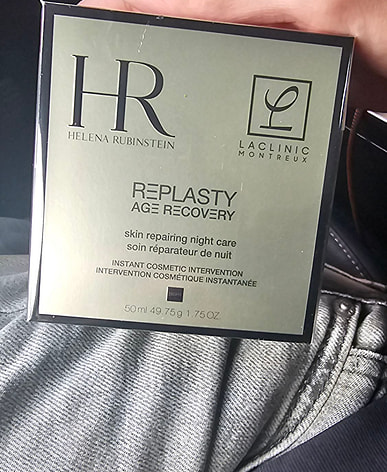 HR
HELENA RUBINSTEIN
LACLINIC
MONTREUX
REPLASTY
AGE RECOVERY
skin repairing night care
soin réparateur de nuit
INSTANT COSMETIC INTERVENTION
INTERVENTION COSMÉTIQUE INSTANTANÉE
50 ml 49.75 g 1.75 OZ.